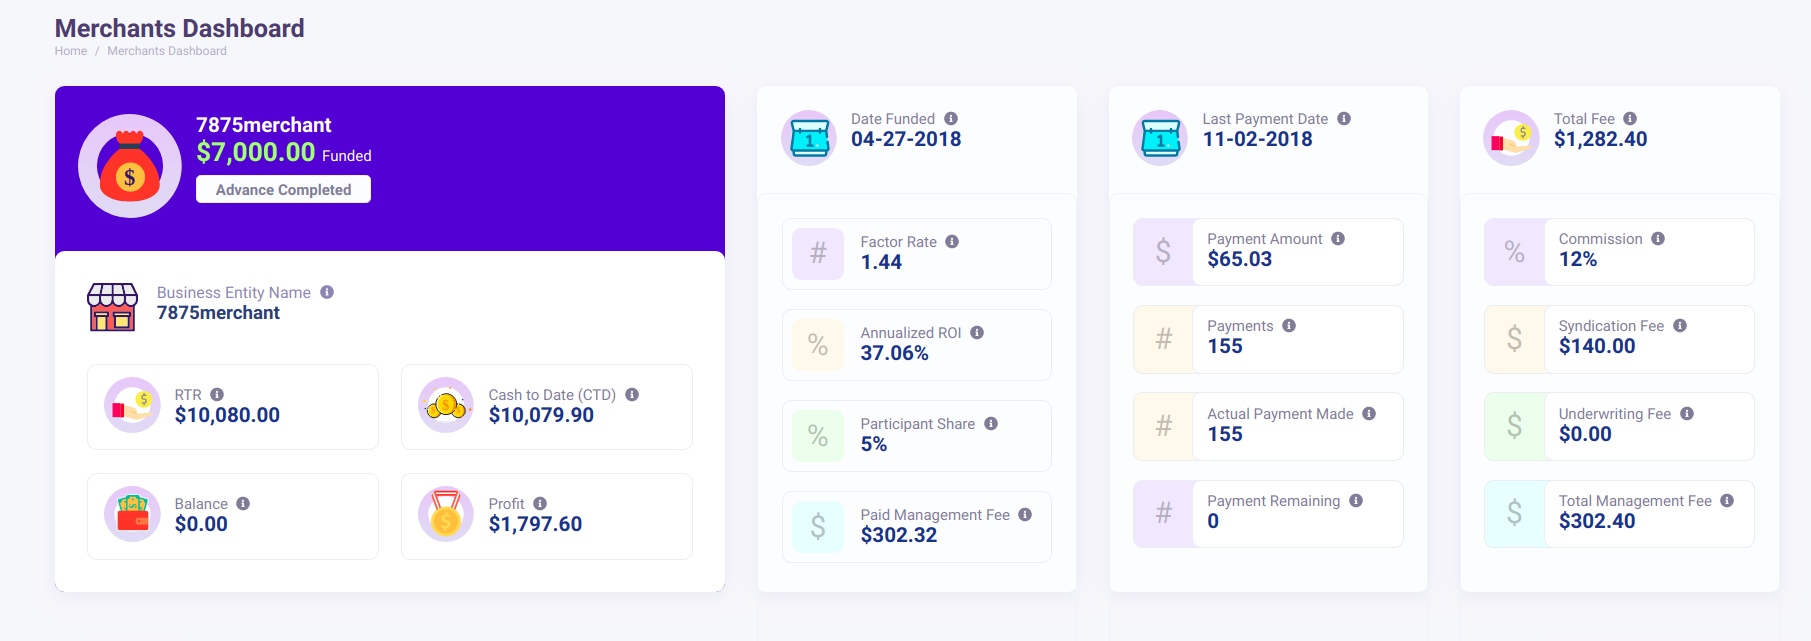 Merchants Dashboard
Home / Merchants Dashboard
7875merchant
$7,000.00 Funded
Advance Completed
$
Business Entity Name
7875merchant
RTR
$10,080.00
Cash to Date (CTD)
$10,079.90
Balance
$0.00
Profit
$1,797.60
1
Date Funded
04-27-2018
# Factor Rate
1.44
% Annualized ROI
37.06%
% Participant Share
5%
$ Paid Management Fee
$302.32
1
Last Payment Date
11-02-2018
$ Payment Amount
$65.03
# Payments
155
# Actual Payment Made
155
# Payment Remaining
0
$
Total Fee
$1,282.40
% Commission
12%
$ Syndication Fee
$140.00
$ Underwriting Fee
$0.00
$ Total Management Fee
$302.40